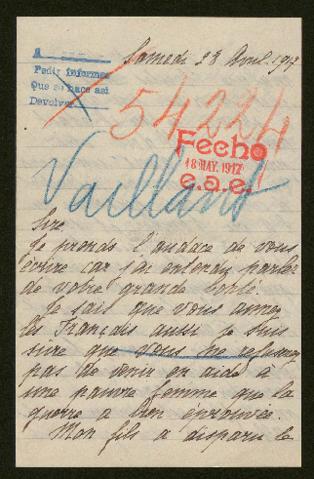 Samedi 28 Avril 1917
A
Pedir informes
Que se hace así
Devolver
54224
Fecho
18 MAY. 1917
e.a.e.
Vaillant
Sire
Je prends l'audace de vous
écrire car j'ai entendu parler
de votre grande bonté.
Je sais que vous aimez
les Français aussi je suis
sûre que vous ne refuserez
pas de venir en aide à
une pauvre femme que la
guerre a bien éprouvée.
Mon fils a disparu le